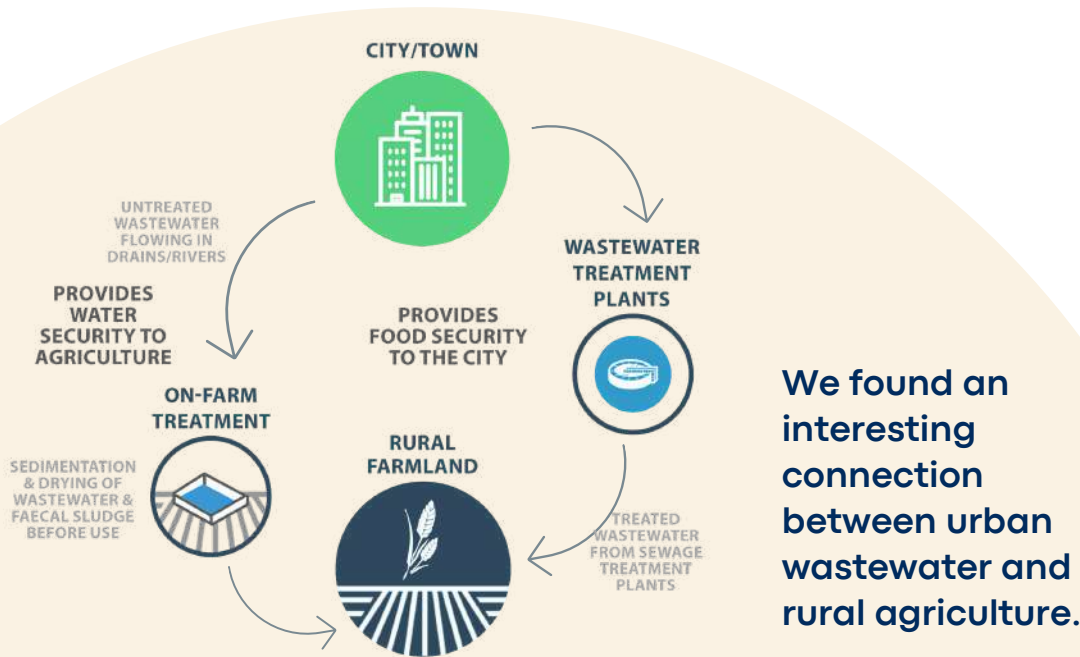 CITY/TOWN
UNTREATED
WASTEWATER
FLOWING IN
DRAINS/RIVERS
PROVIDES
WATER
SECURITY TO
AGRICULTURE
PROVIDES
FOOD SECURITY
TO THE CITY
WASTEWATER
TREATMENT
PLANTS
ON-FARM
TREATMENT
SEDIMENTATION
& DRYING OF
WASTEWATER &
FAECAL SLUDGE
BEFORE USE
RURAL
FARMLAND
TREATED
WASTEWATER
FROM SEWAGE
TREATMENT
PLANTS
We found an
interesting
connection
between urban
wastewater and
rural agriculture.